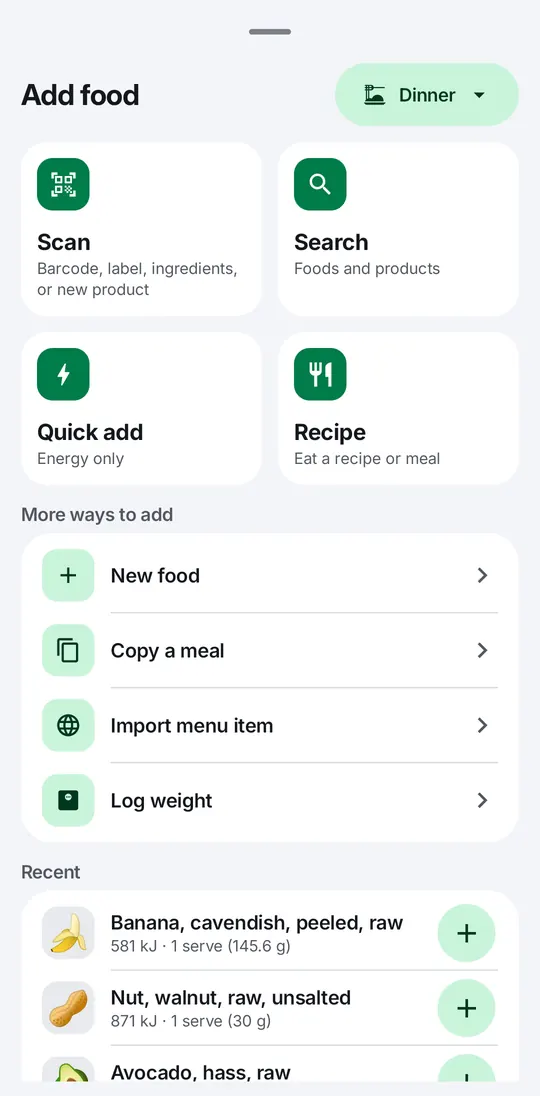 Add food
Dinner
Scan
Barcode, label, ingredients,
or new product
Search
Foods and products
Quick add
Energy only
Recipe
Eat a recipe or meal
More ways to add
New food
Copy a meal
Import menu item
Log weight
Recent
Banana, cavendish, peeled, raw
581 kJ · 1 serve (145.6 g)
Nut, walnut, raw, unsalted
871 kJ · 1 serve (30 g)
Avocado, hass, raw